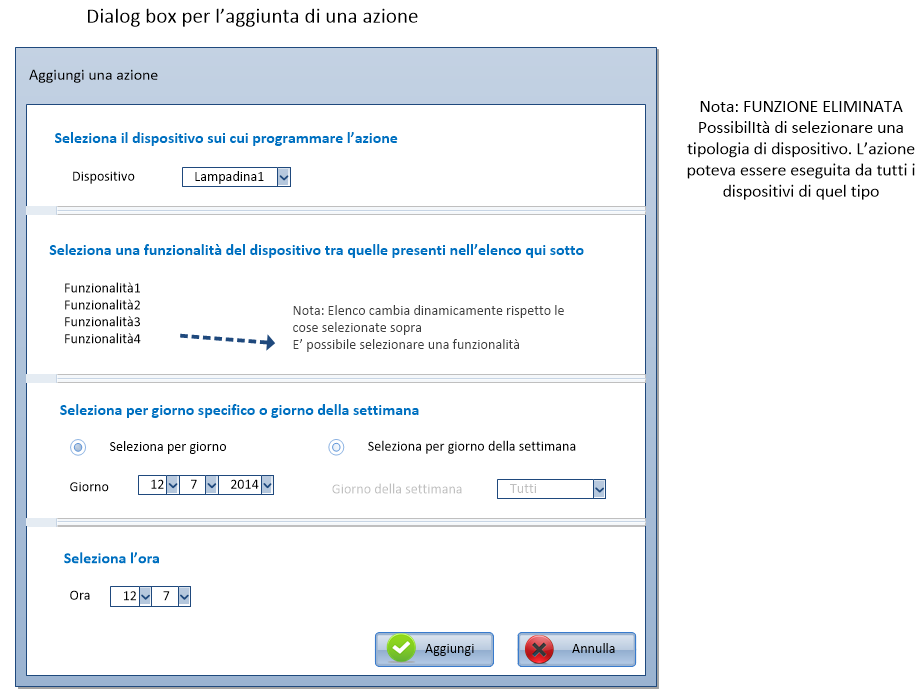 Dialog box per l'aggiunta di una azione
Aggiungi una azione
Seleziona il dispositivo sui cui programmare l'azione
Dispositivo Lampadina1
Nota: FUNZIONE ELIMINATA
PossibilItà di selezionare una
tipologia di dispositivo. L'azione
poteva essere eseguita da tutti i
dispositivi di quel tipo
Seleziona una funzionalità del dispositivo tra quelle presenti nell'elenco qui sotto
Funzionalità1
Funzionalità2
Funzionalità3
Funzionalità4
Nota: Elenco cambia dinamicamente rispetto le
cose selezionate sopra
E' possibile selezionare una funzionalità
Seleziona per giorno specifico o giorno della settimana
Seleziona per giorno Seleziona per giorno della settimana
Giorno 12 7 2014 Giorno della settimana Tutti
Seleziona l'ora
Ora 12 7
Aggiungi Annulla